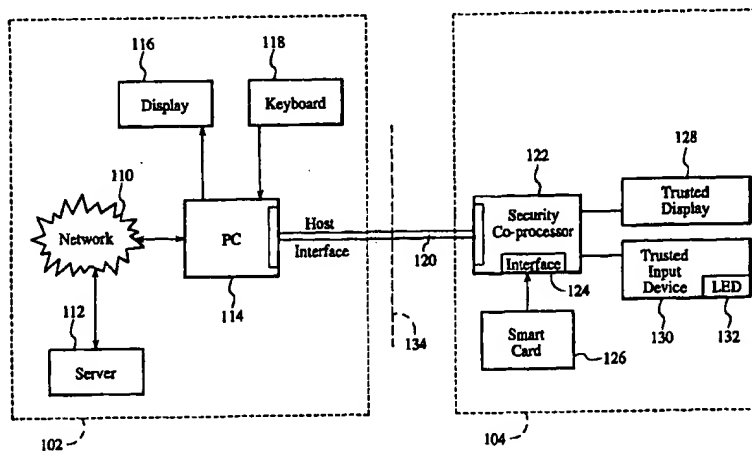 116
118
Display
Keyboard
110
Network
PC
114
Host
Interface
120
112
Server
102
134
122
Security
Co-processor
Interface
124
Smart
Card
126
128
Trusted
Display
Trusted
Input
Device
LED
130
132
104